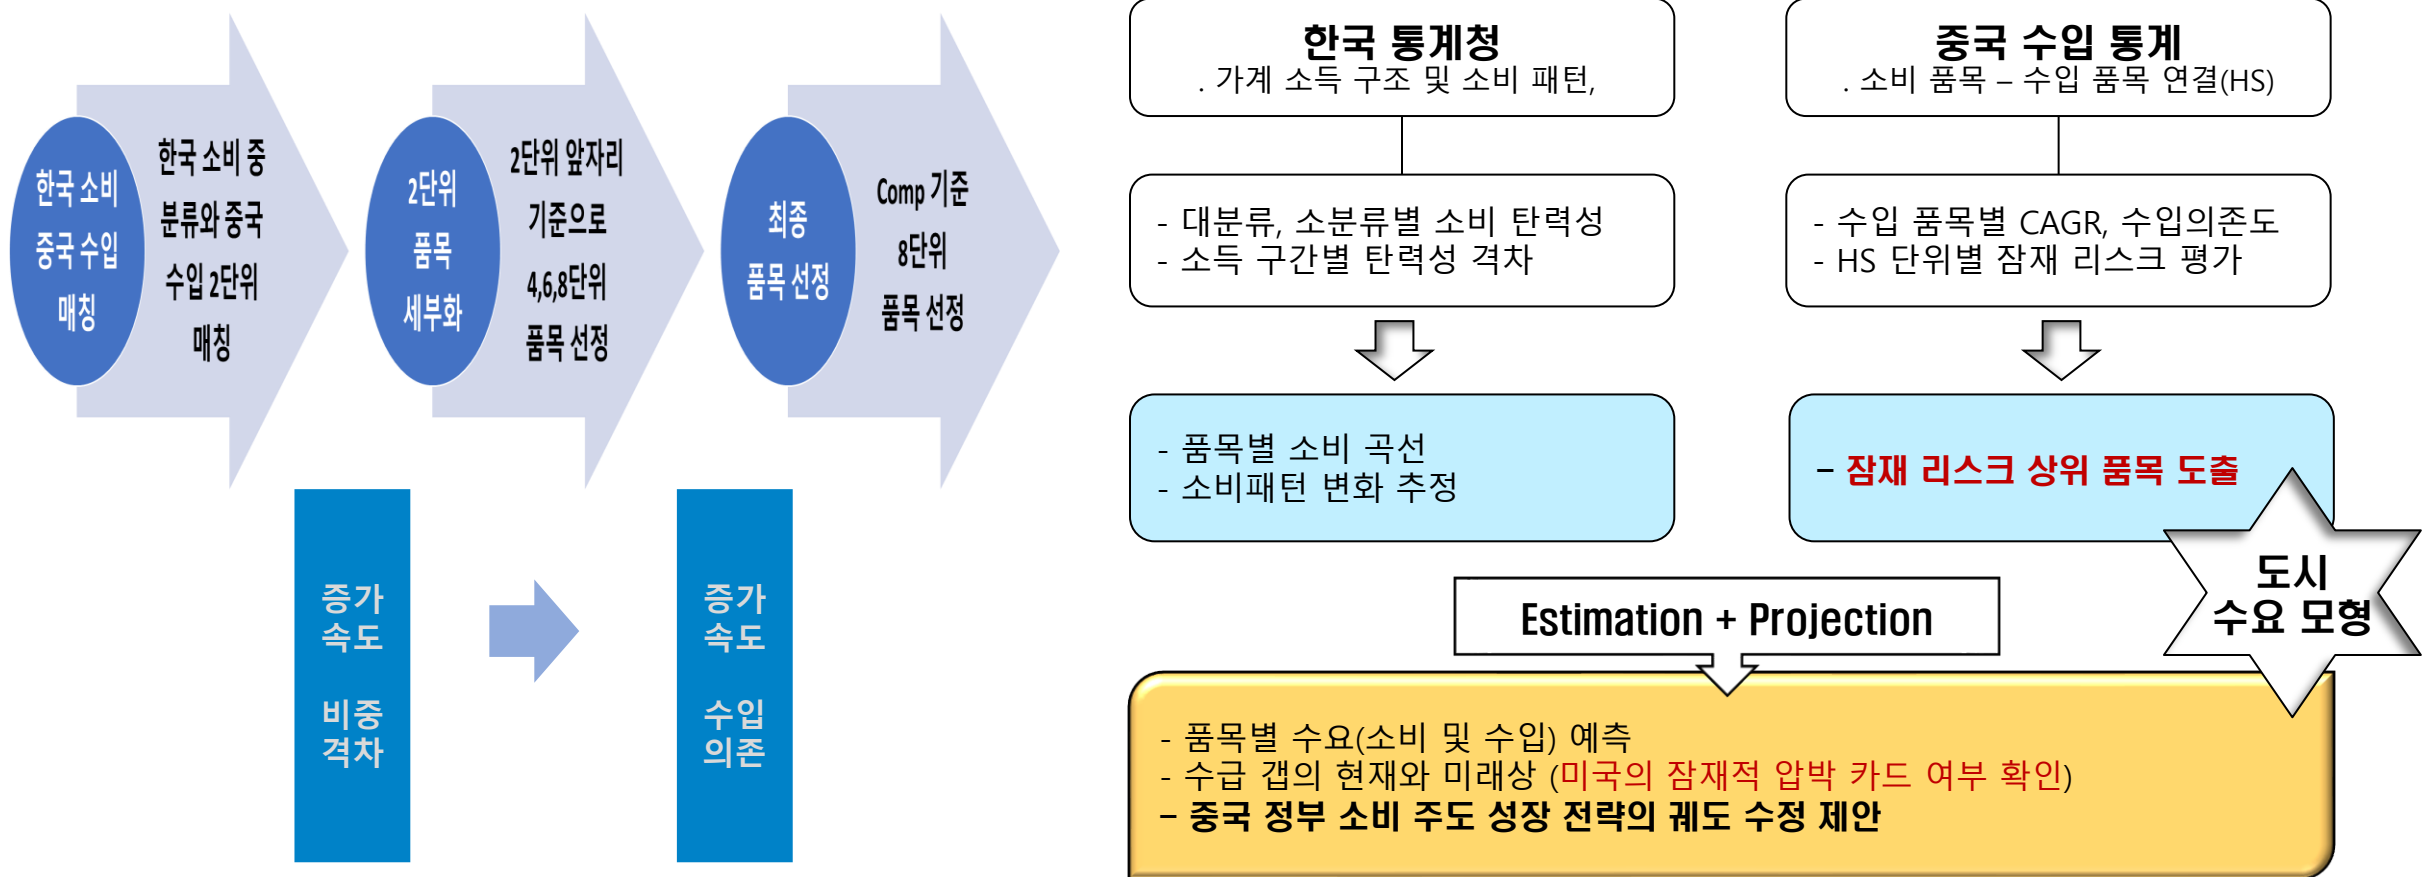 한국 소비
중국 수입
매칭
한국 소비 중
분류와 중국
수입 2단위
매칭
2단위
품목
세부화
2단위 앞자리
기준으로
4,6,8단위
품목 선정
최종
품목 선정
Comp 기준
8단위
품목 선정
증가
속도
비중
격차
증가
속도
수입
의존
한국 통계청
. 가계 소득 구조 및 소비 패턴,
- 대분류, 소분류별 소비 탄력성
- 소득 구간별 탄력성 격차
- 품목별 소비 곡선
- 소비패턴 변화 추정
중국 수입 통계
. 소비 품목 – 수입 품목 연결(HS)
- 수입 품목별 CAGR, 수입의존도
- HS 단위별 잠재 리스크 평가
- 잠재 리스크 상위 품목 도출
도시
수요 모형
Estimation + Projection
- 품목별 수요(소비 및 수입) 예측
- 수급 갭의 현재와 미래상 (미국의 잠재적 압박 카드 여부 확인)
- 중국 정부 소비 주도 성장 전략의 궤도 수정 제안